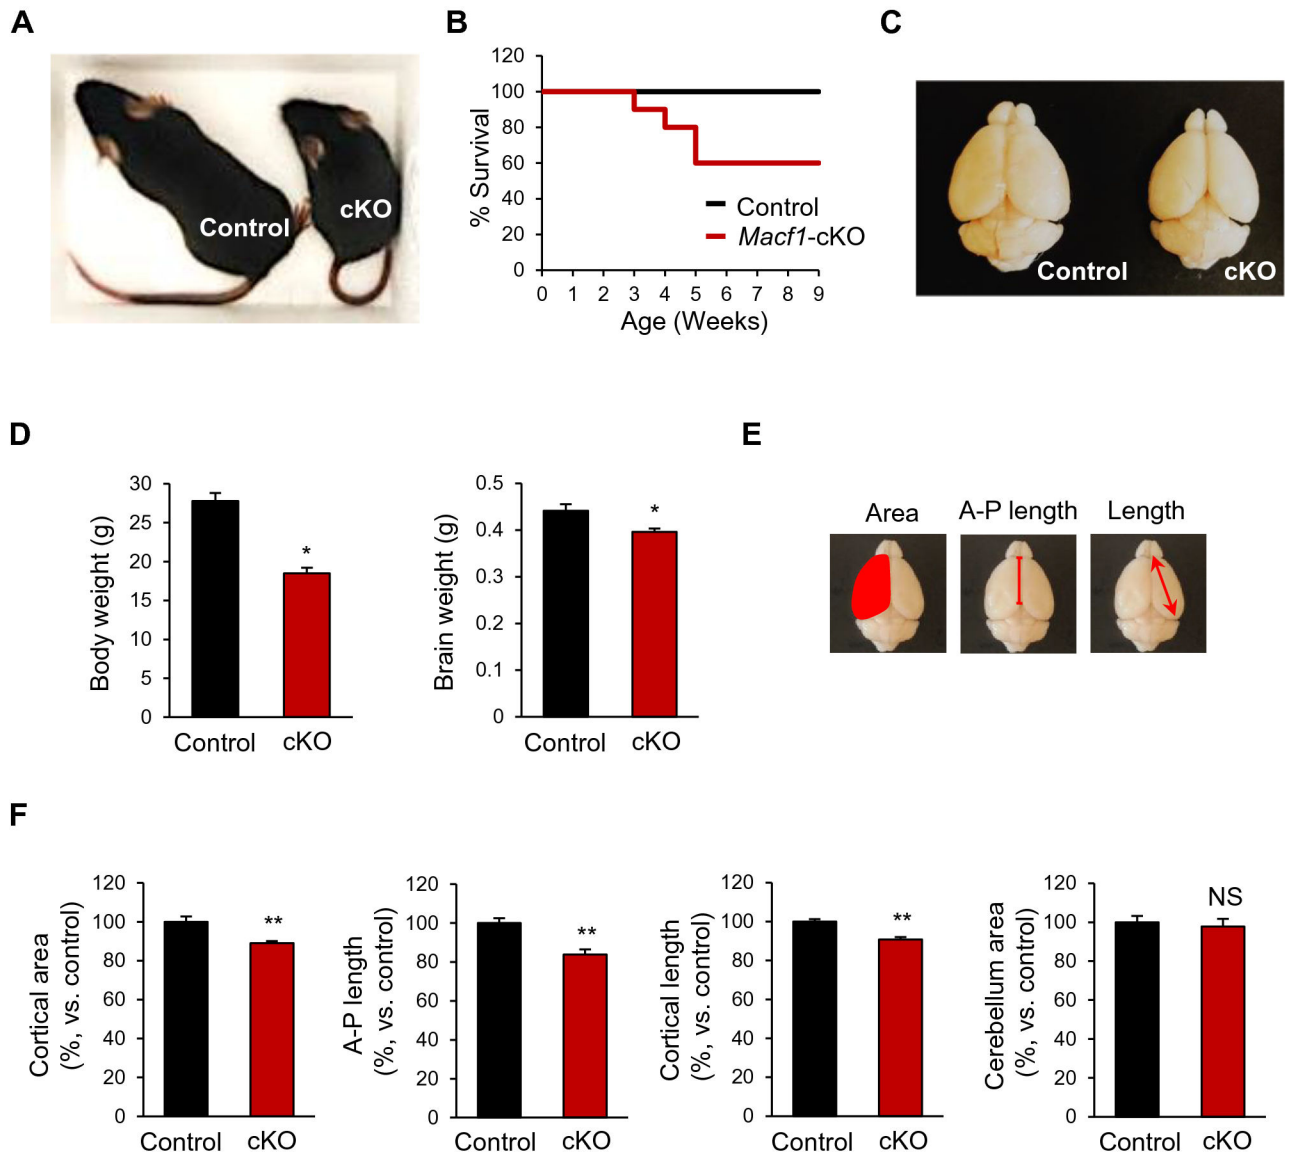 A
Control
cKO
B
120
100
80
60
40
20
0
% Survival
Control
Macf1-cKO
0 1 2 3 4 5 6 7 8 9
Age (Weeks)
C
Control
cKO
D
Body weight (g)
30
25
20
15
10
5
0
*
Control cKO
Brain weight (g)
0.5
0.4
0.3
0.2
0.1
0
*
Control cKO
E
Area
A-P length
Length
F
Cortical area
(%, vs. control)
120
100
80
60
40
20
0
**
Control cKO
A-P length
(%, vs. control)
120
100
80
60
40
20
0
**
Control cKO
Cortical length
(%, vs. control)
120
100
80
60
40
20
0
**
Control cKO
Cerebellum area
(%, vs. control)
120
100
80
60
40
20
0
NS
Control cKO